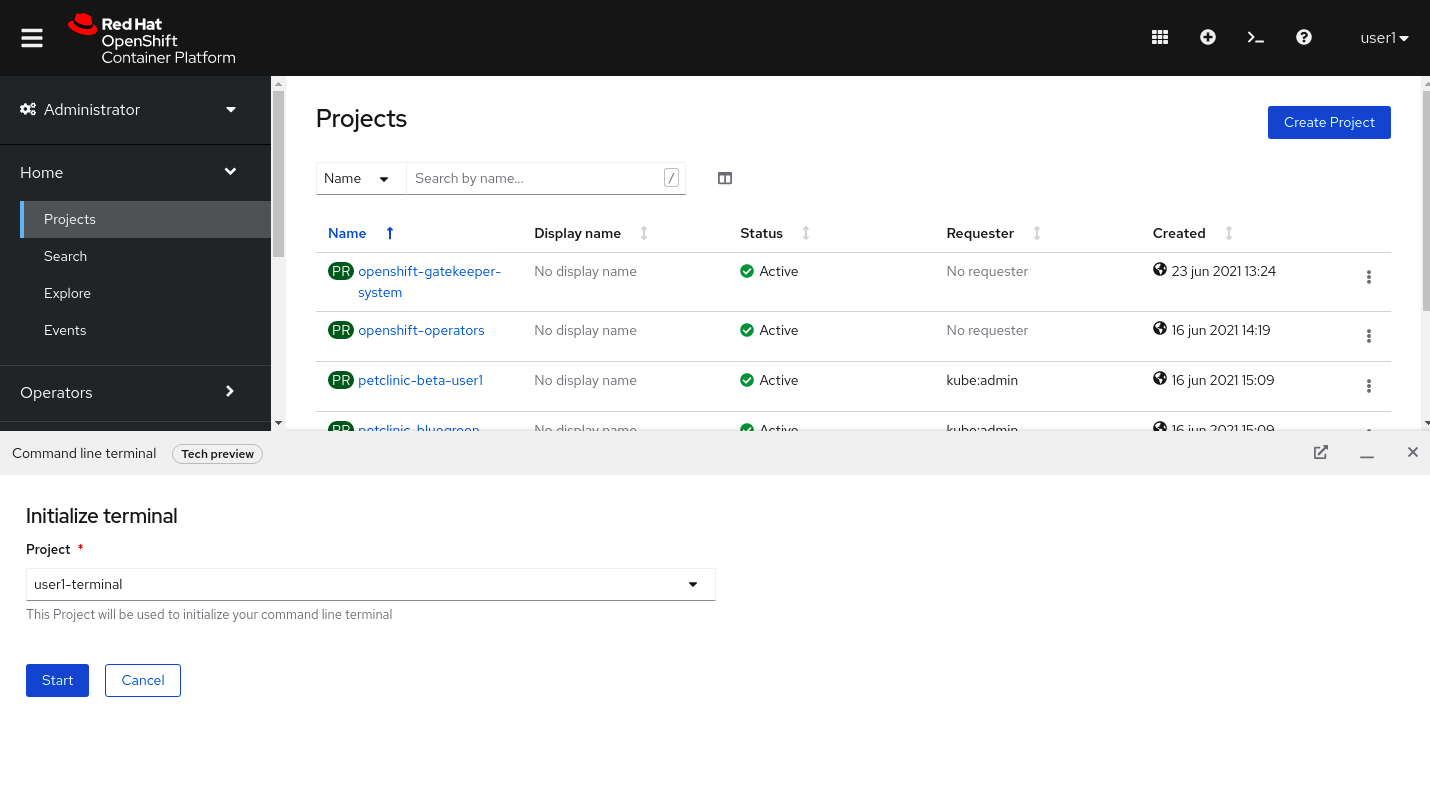 Red Hat
OpenShift
Container Platform
user1
Administrator
Home
Projects
Search
Explore
Events
Operators
Projects
Create Project
Name
Search by name...
/
Name Display name Status Requester Created
PR openshift-gatekeeper-system No display name Active No requester 23 jun 2021 13:24
PR openshift-operators No display name Active No requester 16 jun 2021 14:19
PR petclinic-beta-user1 No display name Active kube:admin 16 jun 2021 15:09
PR petclinic-bluegreen No display name Active kube:admin 16 jun 2021 15:09
Command line terminal Tech preview
Initialize terminal
Project *
user1-terminal
This Project will be used to initialize your command line terminal
Start Cancel